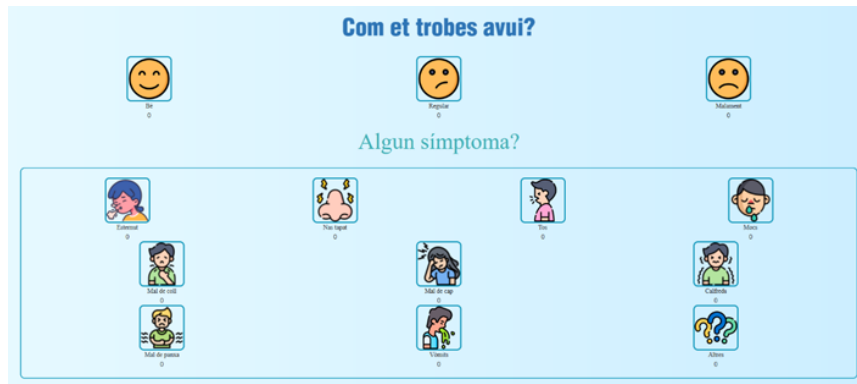 Com et trobes avui?
Be Regular Malament
0 0 0
Algun símptoma?
Esternut Nas tapat Tos Mocs
0 0 0 0
Mal de coll Mal de cap Calfreds
0 0 0
Mal de panxa Vòmits Altres
0 0 0